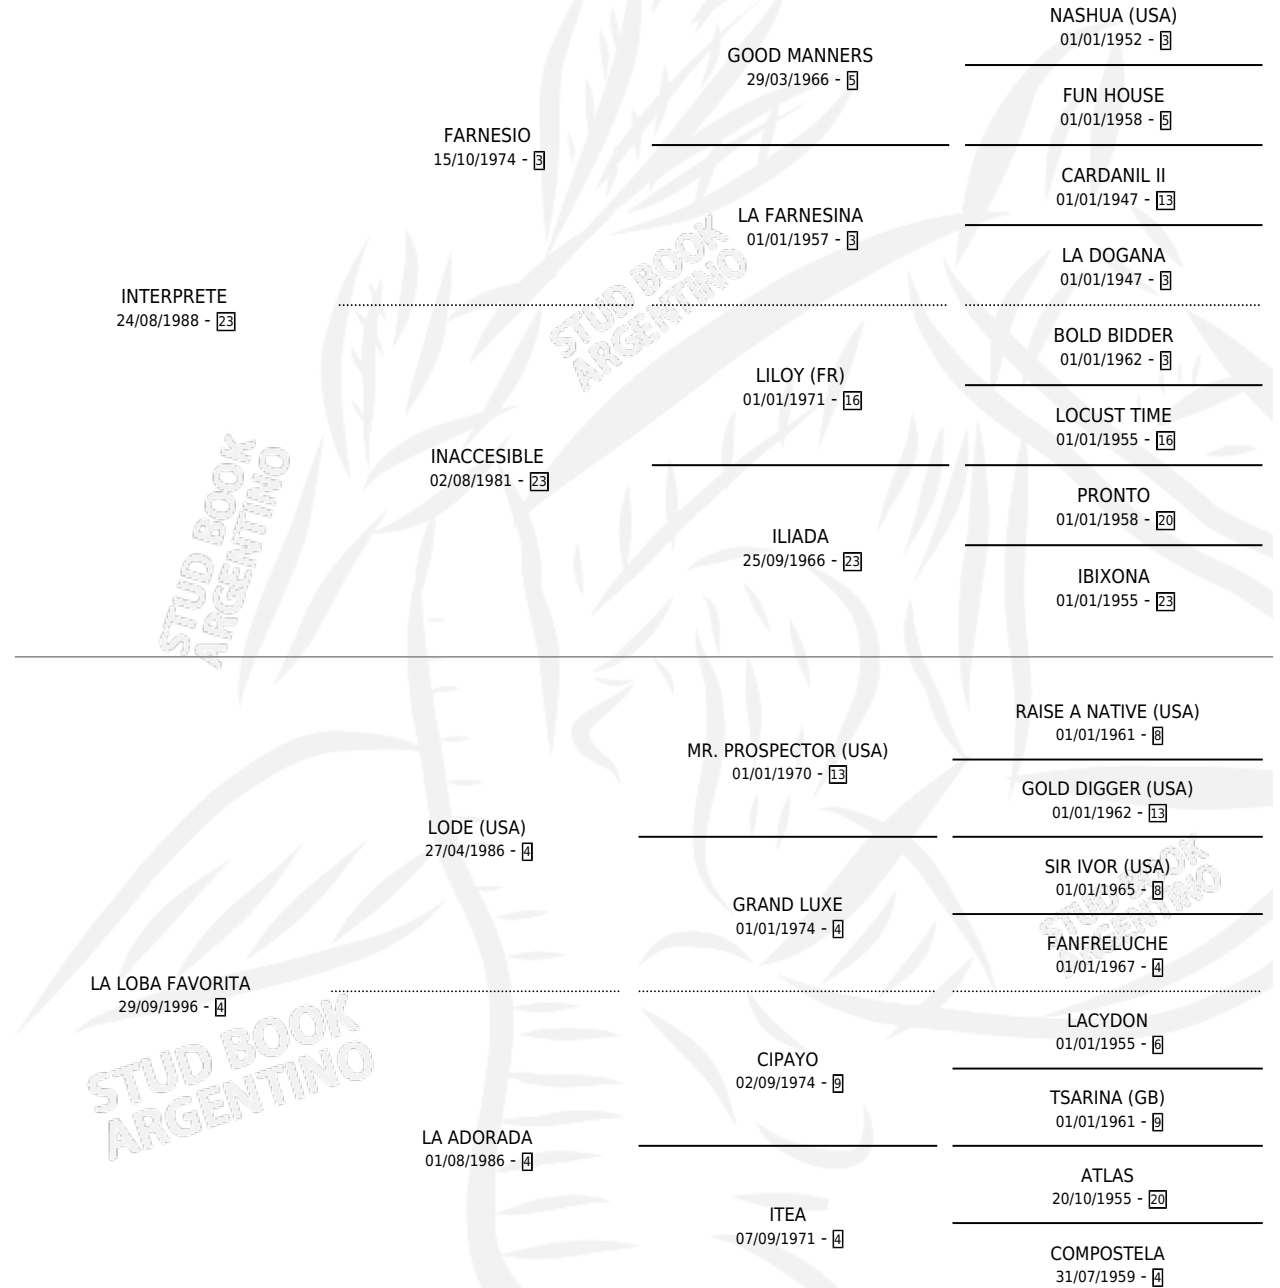 NASHUA (USA)
01/01/1952 - 3
GOOD MANNERS
29/03/1966 - 5
FUN HOUSE
01/01/1958 - 5
FARNESIO
15/10/1974 - 3
CARDANIL II
01/01/1947 - 13
LA FARNESINA
01/01/1957 - 3
LA DOGANA
01/01/1947 - 3
INTERPRETE
24/08/1988 - 23
BOLD BIDDER
01/01/1962 - 3
LILOY (FR)
01/01/1971 - 16
LOCUST TIME
01/01/1955 - 16
INACCESIBLE
02/08/1981 - 23
PRONTO
01/01/1958 - 20
ILIADA
25/09/1966 - 23
IBIXONA
01/01/1955 - 23
STUD BOOK
ARGENTINO
STUD BOOK
ARGENTINO
RAISE A NATIVE (USA)
01/01/1961 - 8
MR. PROSPECTOR (USA)
01/01/1970 - 13
GOLD DIGGER (USA)
01/01/1962 - 13
LODE (USA)
27/04/1986 - 4
SIR IVOR (USA)
01/01/1965 - 8
GRAND LUXE
01/01/1974 - 4
FANFRELUCHE
01/01/1967 - 4
LA LOBA FAVORITA
29/09/1996 - 4
LACYDON
01/01/1955 - 6
CIPAYO
02/09/1974 - 9
TSARINA (GB)
01/01/1961 - 9
LA ADORADA
01/08/1986 - 4
ATLAS
20/10/1955 - 20
ITEA
07/09/1971 - 4
COMPOSTELA
31/07/1959 - 4
STUD BOOK
ARGENTINO
STUD BOOK
ARGENTINO